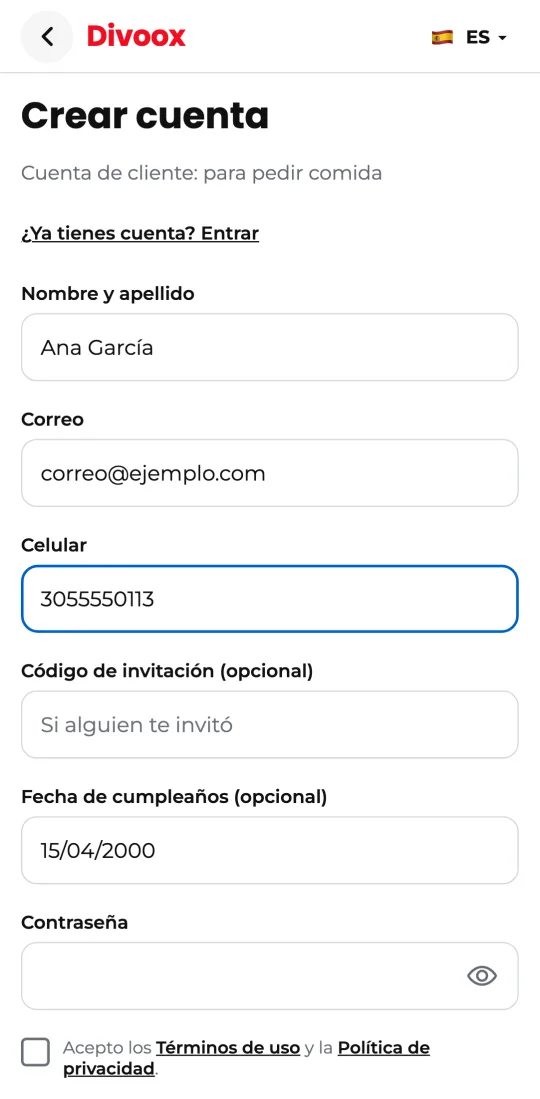 Divoox
ES
Crear cuenta
Cuenta de cliente: para pedir comida
¿Ya tienes cuenta? Entrar
Nombre y apellido
Ana García
Correo
correo@ejemplo.com
Celular
3055550113
Código de invitación (opcional)
Si alguien te invitó
Fecha de cumpleaños (opcional)
15/04/2000
Contraseña
Acepto los Términos de uso y la Política de
privacidad.